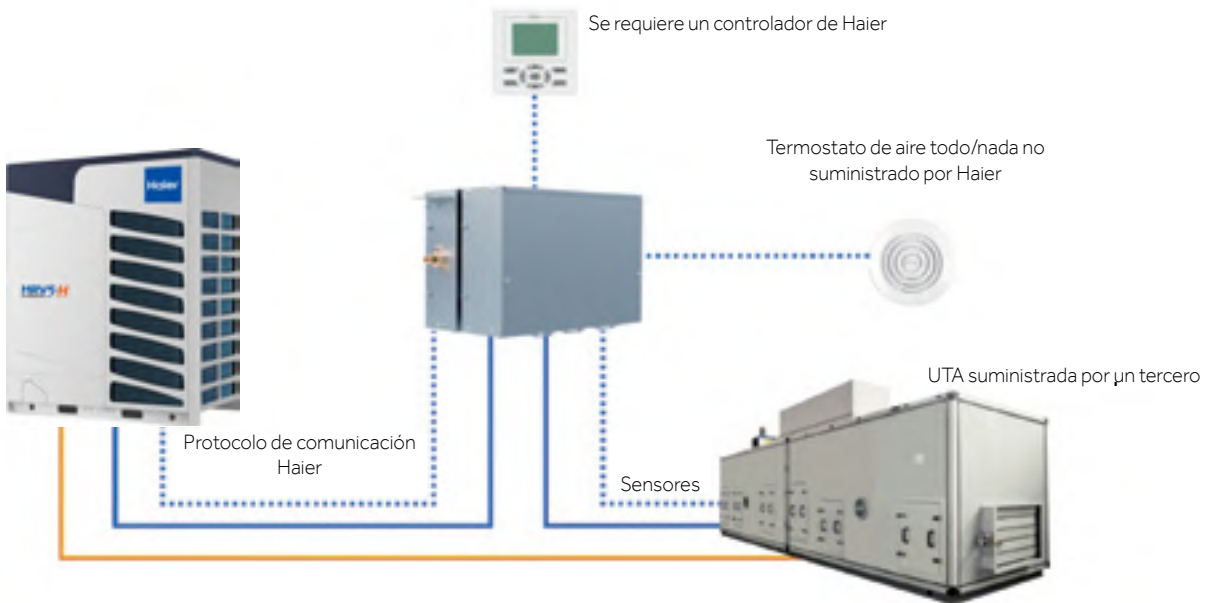 Se requiere un controlador de Haier
Termostato de aire todo/nada no
suministrado por Haier
Haier
MRV5-H
UTA suministrada por µn tercero
Protocolo de comunicación
Haier
Sensores